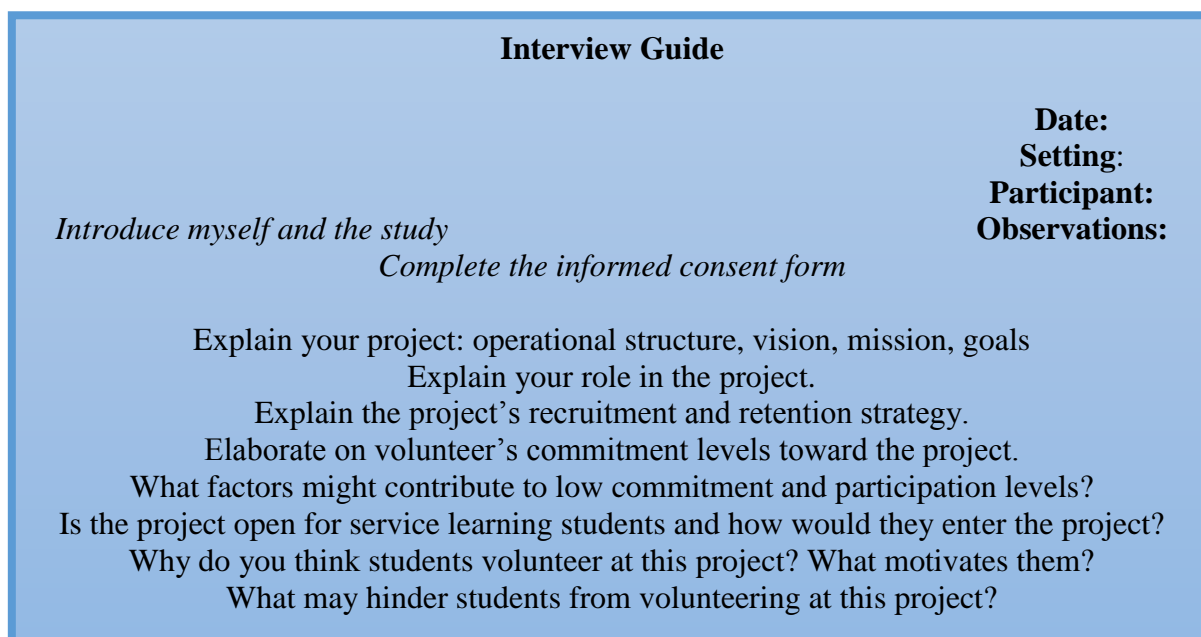 Interview Guide
Date:
Setting:
Participant:
Introduce myself and the study
Observations:
Complete the informed consent form
Explain your project: operational structure, vision, mission, goals
Explain your role in the project.
Explain the project’s recruitment and retention strategy.
Elaborate on volunteer’s commitment levels toward the project.
What factors might contribute to low commitment and participation levels?
Is the project open for service learning students and how would they enter the project?
Why do you think students volunteer at this project? What motivates them?
What may hinder students from volunteering at this project?